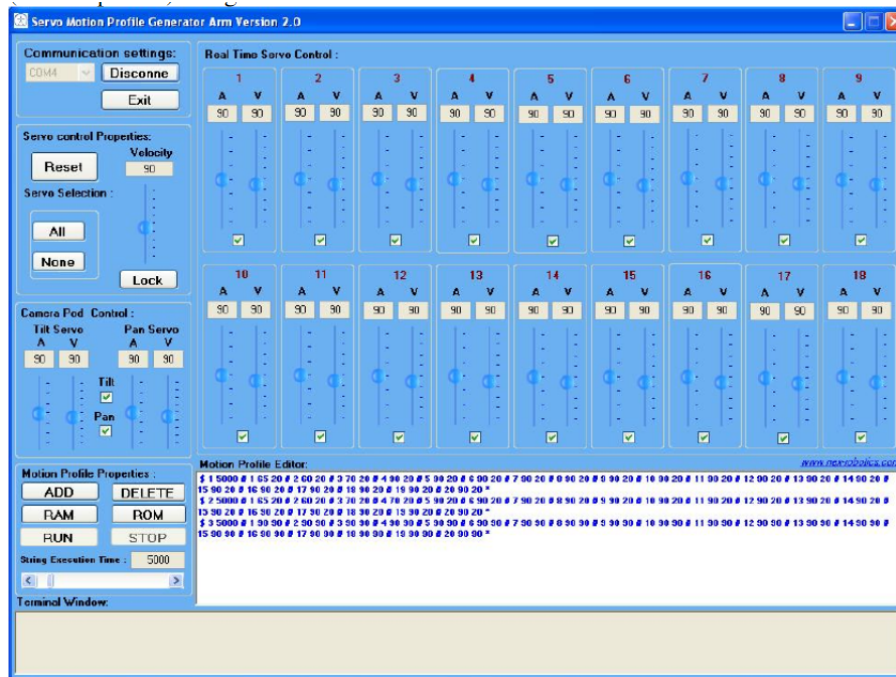 Servo Motion Profile Generator Arm Version 2.0
Communication settings:
COM4
Disconne
Exit
Servo control Properties:
Reset
Velocity
90
Servo Selection :
All
None
Lock
Camera Pod Control :
Tilt Servo Pan Servo
A V A V
90 90 90 90
Tilt
Pan
Motion Profile Properties :
ADD DELETE
RAM ROM
RUN STOP
String Execution Time : 5000
Real Time Servo Control :
1 2 3 4 5 6 7 8 9
A V A V A V A V A V A V A V A V A V
90 90 90 90 90 90 90 90 90 90 90 90 90 90 90 90 90 90
10 11 12 13 14 15 16 17 18
A V A V A V A V A V A V A V A V A V
90 90 90 90 90 90 90 90 90 90 90 90 90 90 90 90 90 90
Motion Profile Editor:
www.nex-robotics.com
$ 1 5000 # 1 65 20 # 2 60 20 # 3 70 20 # 4 90 20 # 5 90 20 # 6 90 20 # 7 90 20 # 8 90 20 # 9 90 20 # 10 90 20 # 11 90 20 # 12 90 20 # 13 90 20 # 14 90 20 #
15 90 20 # 16 90 20 # 17 90 20 # 18 90 20 # 19 90 20 # 20 90 20 *
$ 2 5000 # 1 65 20 # 2 60 20 # 3 70 20 # 4 90 20 # 5 90 20 # 6 90 20 # 7 90 20 # 8 90 20 # 9 90 20 # 10 90 20 # 11 90 20 # 12 90 20 # 13 90 20 # 14 90 20 #
15 90 20 # 16 90 20 # 17 90 20 # 18 90 20 # 19 90 20 # 20 90 20 *
$ 3 5000 # 1 90 90 # 2 90 90 # 3 90 90 # 4 90 90 # 5 90 90 # 6 90 90 # 7 90 90 # 8 90 90 # 9 90 90 # 10 90 90 # 11 90 90 # 12 90 90 # 13 90 90 # 14 90 90 #
15 90 90 # 16 90 90 # 17 90 90 # 18 90 90 # 19 90 90 # 20 90 90 *
Terminal Window: